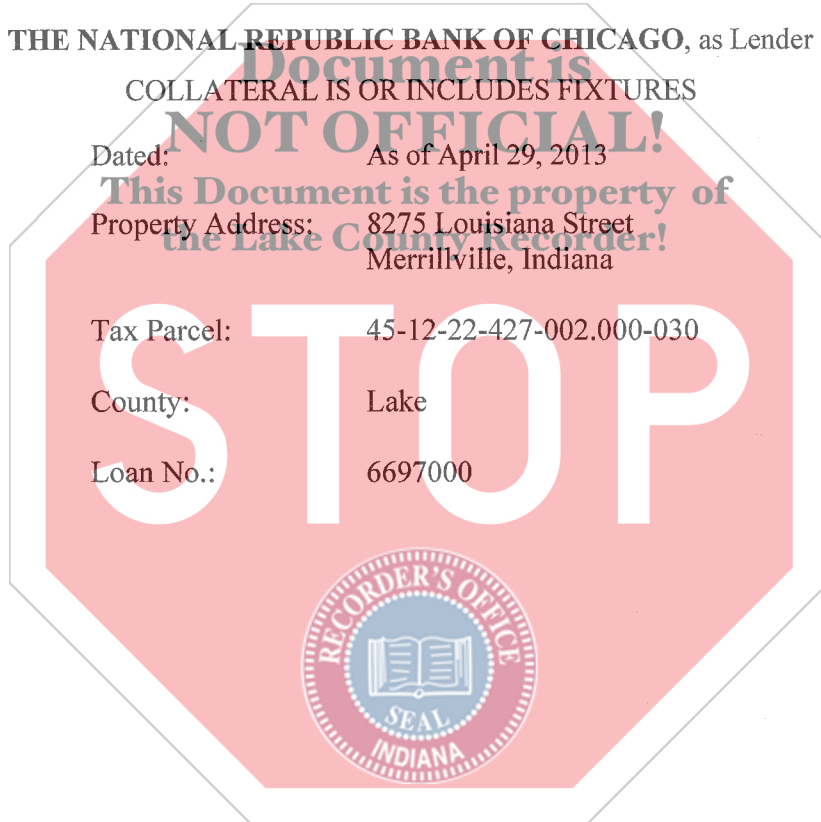 THE NATIONAL REPUBLIC BANK OF CHICAGO, as Lender
Document is
COLLATERAL IS OR INCLUDES FIXTURES
NOT OFFICIAL!
Dated: As of April 29, 2013
This Document is the property of
Property Address: 8275 Louisiana Street
the Lake County Recorder!
Merrillville, Indiana
STOP
Tax Parcel: 45-12-22-427-002.000-030
County: Lake
Loan No.: 6697000
RECORDER'S OFFICE
SEAL
INDIANA